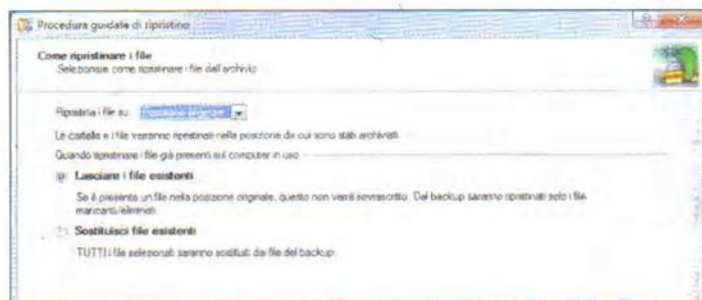 Procedura guidata di ripristino
Come ripristinare i file
Selezionare come ripristinare i file dall'archivio
Ripristina i file su: Posizione originale
Le cartelle e i file verranno ripristinati nella posizione da cui sono stati archiviati
Quando ripristinare i file già presenti sul computer in uso
Lasciare i file esistenti
Se è presente un file nella posizione originale, questo non verrà sovrascritto. Dal backup saranno ripristinati solo i file
mancanti/eliminati.
Sostituisci file esistenti
TUTTI i file selezionati saranno sostituiti dai file del backup.